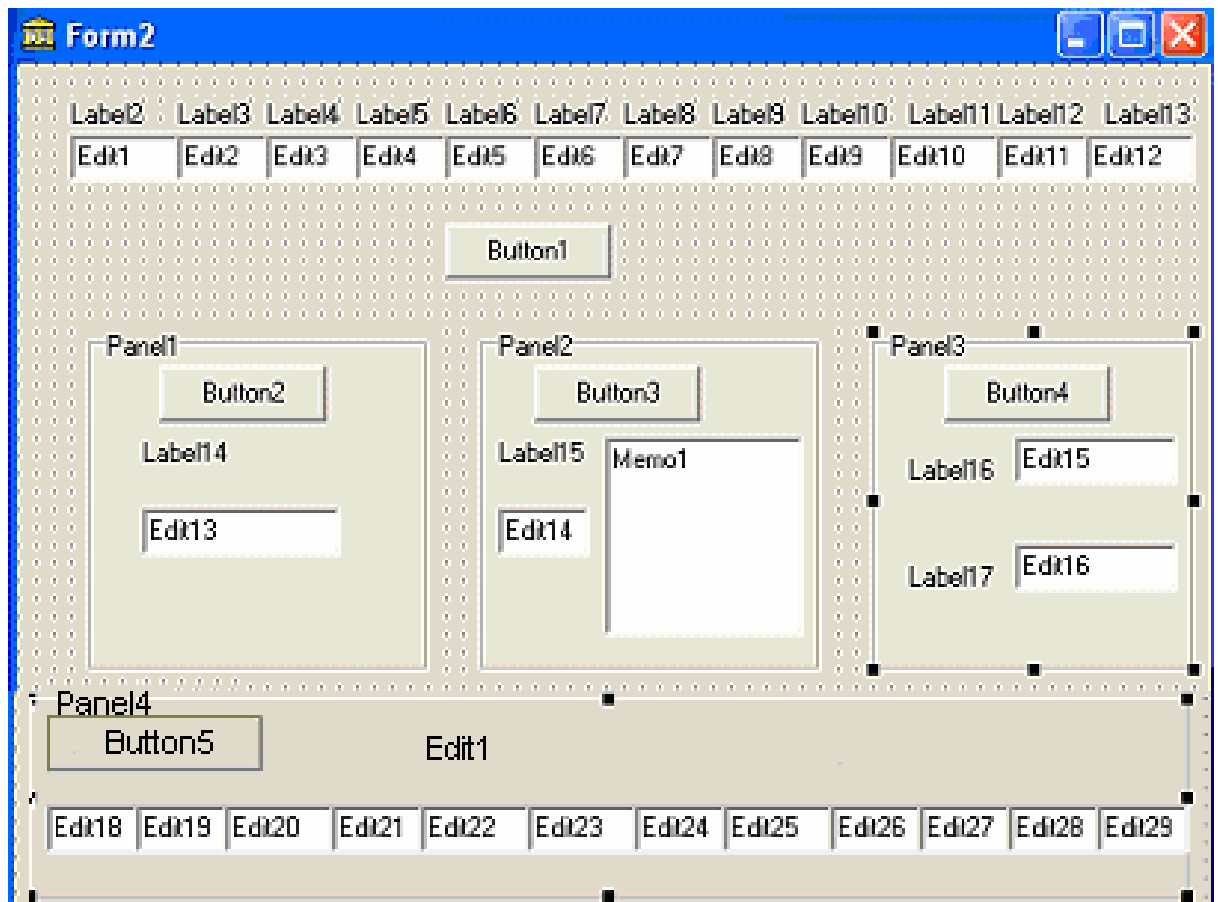 Form2
Label2 Label3 Label4 Label5 Label6 Label7 Label8 Label9 Label10 Label11 Label12 Label13
Edit1 Edit2 Edit3 Edit4 Edit5 Edit6 Edit7 Edit8 Edit9 Edit10 Edit11 Edit12
Button1
Panel1 Panel2 Panel3
Button2 Button3 Button4
Label14 Label15 Memo1 Label16 Edit15
Edit13 Edit14 Label17 Edit16
Panel4
Button5 Edit1
Edit18 Edit19 Edit20 Edit21 Edit22 Edit23 Edit24 Edit25 Edit26 Edit27 Edit28 Edit29